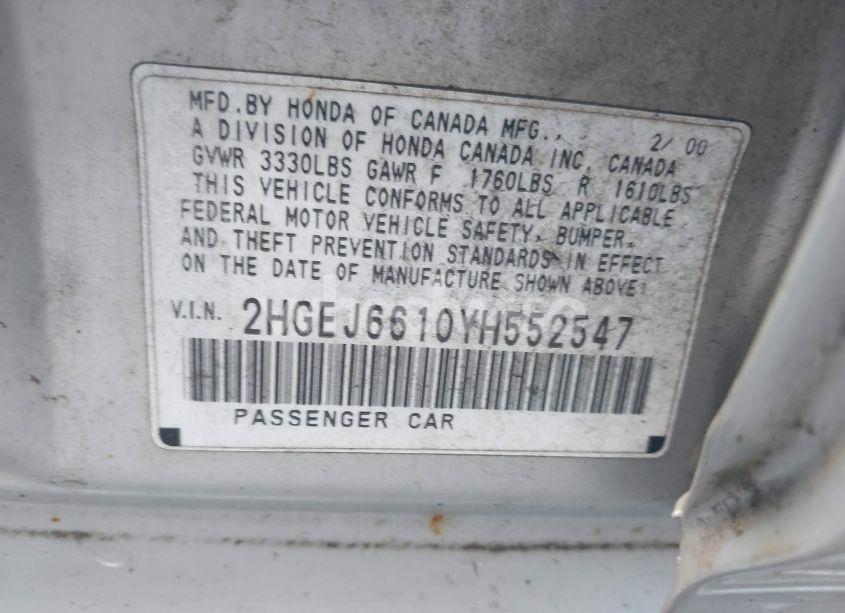 MFD.BY HONDA OF CANADA MFG., 2/ 00
A DIVISION OF HONDA CANADA INC, CANADA
GVWR 3330LBS GAWR F 1760LBS R 1610LBS
THIS VEHICLE CONFORMS TO ALL APPLICABLE
FEDERAL MOTOR VEHICLE SAFETY, BUMPER,
AND THEFT PREVENTION STANDARDS IN EFFECT
ON THE DATE OF MANUFACTURE SHOWN ABOVE.
V.I.N. 2HGEJ6610YH552547
PASSENGER CAR